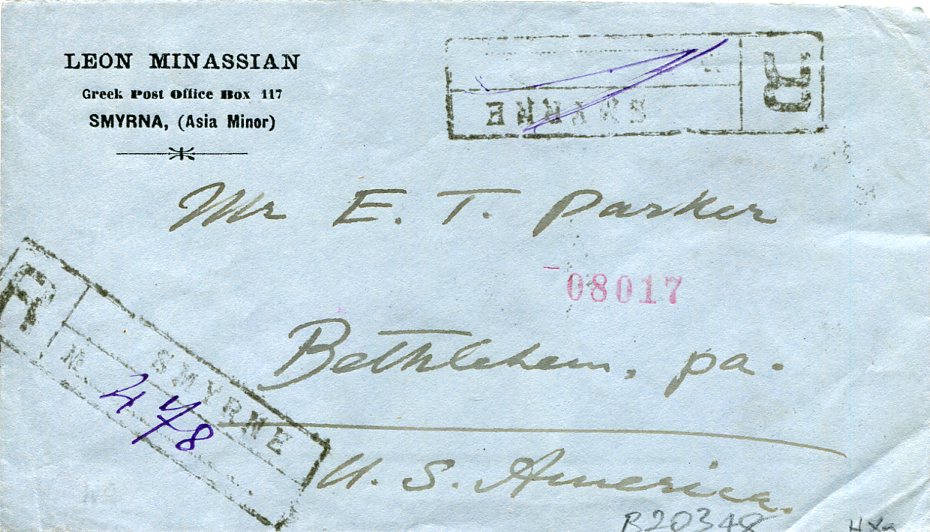 LEON MINASSIAN
Greek Post Office Box 117
SMYRNA, (Asia Minor)
R
SMYRNE
Mr E. T. Parker
08017
Bethlehem, pa.
U. S. America.
R
SMYRNE
No. 478
B20348